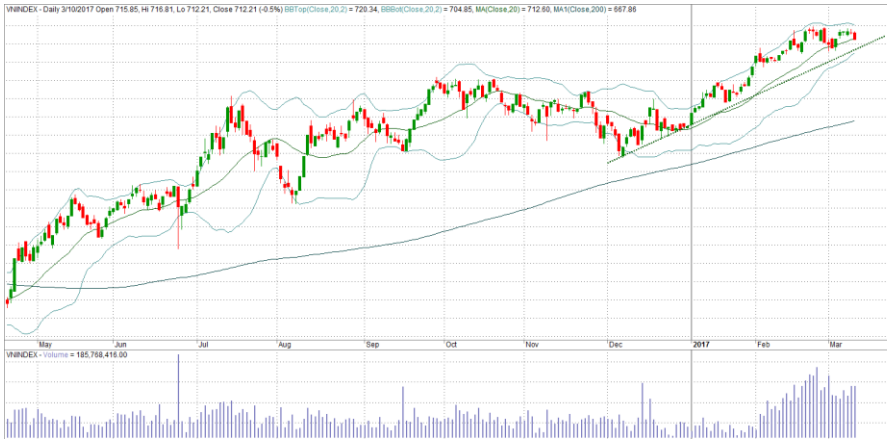 VNINDEX - Daily 3/10/2017 Open 715.85, Hi 716.81, Lo 712.21, Close 712.21 (-0.5%) BBTop(Close,20,2) = 720.34, BBBot(Close,20,2) = 704.85, MA(Close,20) = 712.60, MA1(Close,200) = 667.86
May Jun Jul Aug Sep Oct Nov Dec 2017 Feb Mar
VNINDEX - Volume = 185,768,416.00